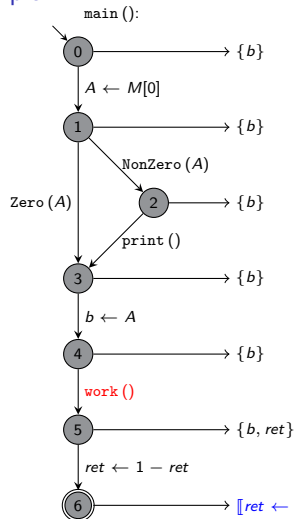 main():
0 {b}
A ← M[0]
1 {b}
NonZero(A)
Zero(A) 2 {b}
print()
3 {b}
b ← A
4 {b}
work()
5 {b, ret}
ret ← 1 − ret
6 ⟦ret ←